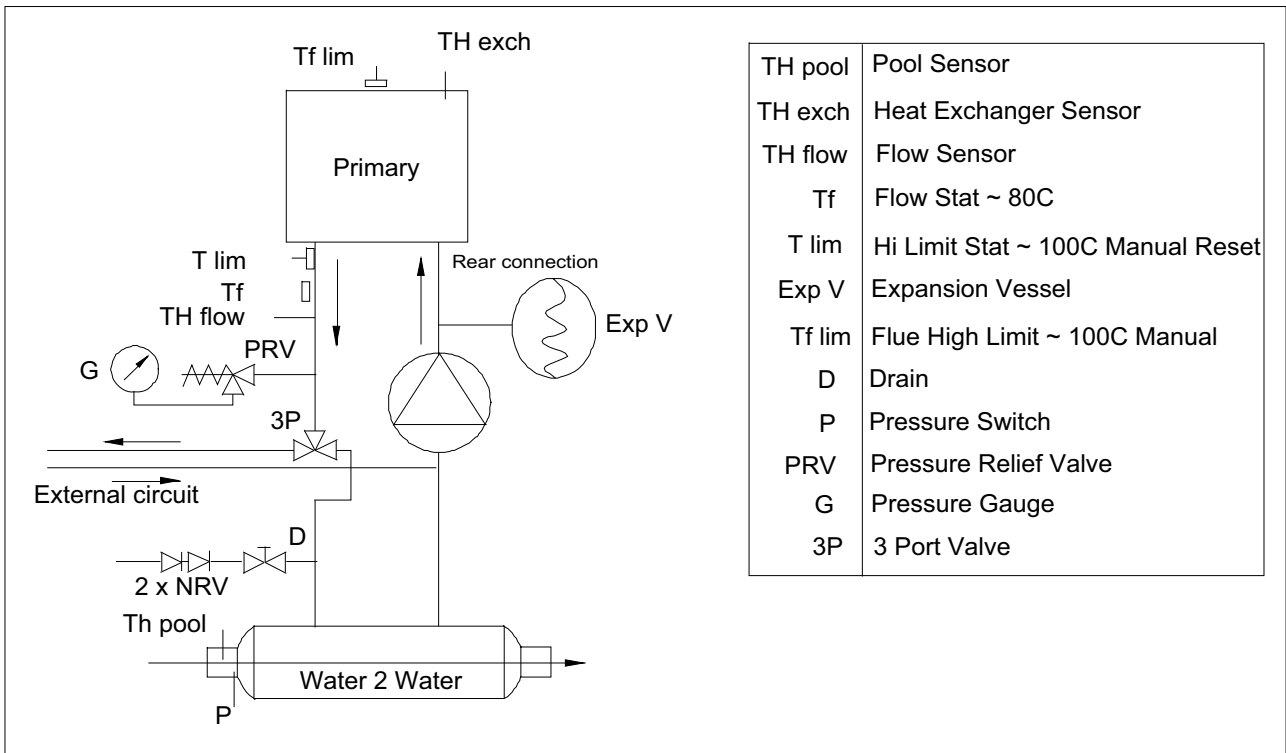 Tf lim
TH exch
Primary
T lim
Rear connection
Tf
TH flow
Exp V
PRV
G
3P
External circuit
D
2 x NRV
Th pool
Water 2 Water
P
TH pool Pool Sensor
TH exch Heat Exchanger Sensor
TH flow Flow Sensor
Tf Flow Stat ~ 80C
T lim Hi Limit Stat ~ 100C Manual Reset
Exp V Expansion Vessel
Tf lim Flue High Limit ~ 100C Manual
D Drain
P Pressure Switch
PRV Pressure Relief Valve
G Pressure Gauge
3P 3 Port Valve